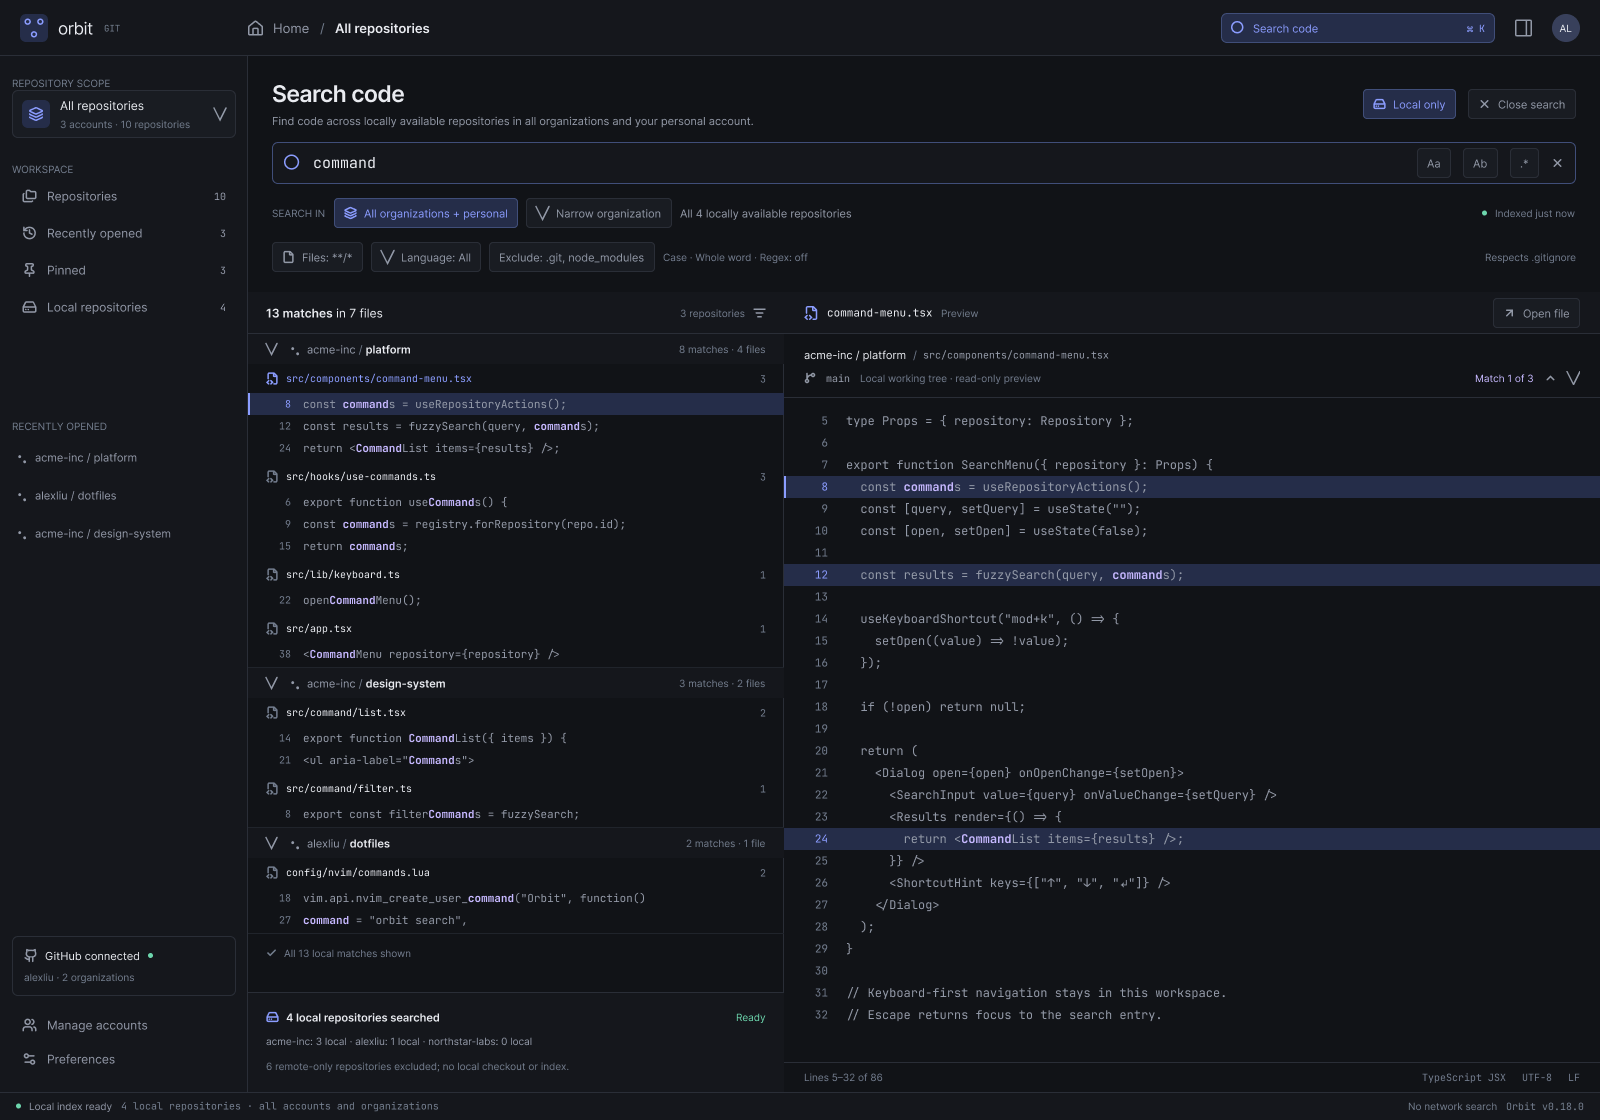 orbit GIT
Home / All repositories
Search code ⌘ K
AL
REPOSITORY SCOPE
All repositories
3 accounts · 10 repositories
WORKSPACE
Repositories 10
Recently opened 3
Pinned 3
Local repositories 4
RECENTLY OPENED
acme-inc / platform
alexliu / dotfiles
acme-inc / design-system
GitHub connected
alexliu · 2 organizations
Manage accounts
Preferences
Search code
Find code across locally available repositories in all organizations and your personal account.
Local only
Close search
command
Aa Ab .*
SEARCH IN All organizations + personal Narrow organization All 4 locally available repositories
Indexed just now
Files: **/* Language: All Exclude: .git, node_modules Case · Whole word · Regex: off
Respects .gitignore
13 matches in 7 files 3 repositories
acme-inc / platform 8 matches · 4 files
src/components/command-menu.tsx 3
8 const commands = useRepositoryActions();
12 const results = fuzzySearch(query, commands);
24 return <CommandList items={results} />;
src/hooks/use-commands.ts 3
6 export function useCommands() {
9 const commands = registry.forRepository(repo.id);
15 return commands;
src/lib/keyboard.ts 1
22 openCommandMenu();
src/app.tsx 1
38 <CommandMenu repository={repository} />
acme-inc / design-system 3 matches · 2 files
src/command/list.tsx 2
14 export function CommandList({ items }) {
21 <ul aria-label="Commands">
src/command/filter.ts 1
8 export const filterCommands = fuzzySearch;
alexliu / dotfiles 2 matches · 1 file
config/nvim/commands.lua 2
18 vim.api.nvim_create_user_command("Orbit", function()
27 command = "orbit search",
All 13 local matches shown
4 local repositories searched Ready
acme-inc: 3 local · alexliu: 1 local · northstar-labs: 0 local
6 remote-only repositories excluded; no local checkout or index.
command-menu.tsx Preview
Open file
acme-inc / platform / src/components/command-menu.tsx
main Local working tree · read-only preview
Match 1 of 3
5 type Props = { repository: Repository };
6
7 export function SearchMenu({ repository }: Props) {
8 const commands = useRepositoryActions();
9 const [query, setQuery] = useState("");
10 const [open, setOpen] = useState(false);
11
12 const results = fuzzySearch(query, commands);
13
14 useKeyboardShortcut("mod+k", () => {
15 setOpen((value) => !value);
16 });
17
18 if (!open) return null;
19
20 return (
21 <Dialog open={open} onOpenChange={setOpen}>
22 <SearchInput value={query} onValueChange={setQuery} />
23 <Results render={() => {
24 return <CommandList items={results} />;
25 }} />
26 <ShortcutHint keys={["↑", "↓", "↲"]} />
27 </Dialog>
28 );
29 }
30
31 // Keyboard-first navigation stays in this workspace.
32 // Escape returns focus to the search entry.
Lines 5–32 of 86
TypeScript JSX UTF-8 LF
Local index ready 4 local repositories · all accounts and organizations
No network search Orbit v0.18.0